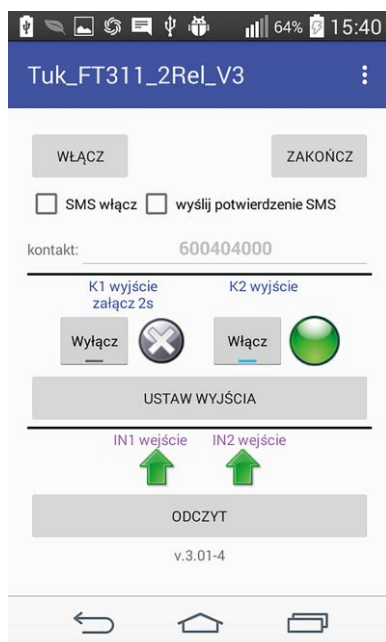 64% 15:40
Tuk_FT311_2Rel_V3
WŁĄCZ ZAKOŃCZ
SMS włącz wyślij potwierdzenie SMS
kontakt: 600404000
K1 wyjście K2 wyjście
załącz 2s
Wyłącz Włącz
USTAW WYJŚCIA
IN1 wejście IN2 wejście
ODCZYT
v.3.01-4